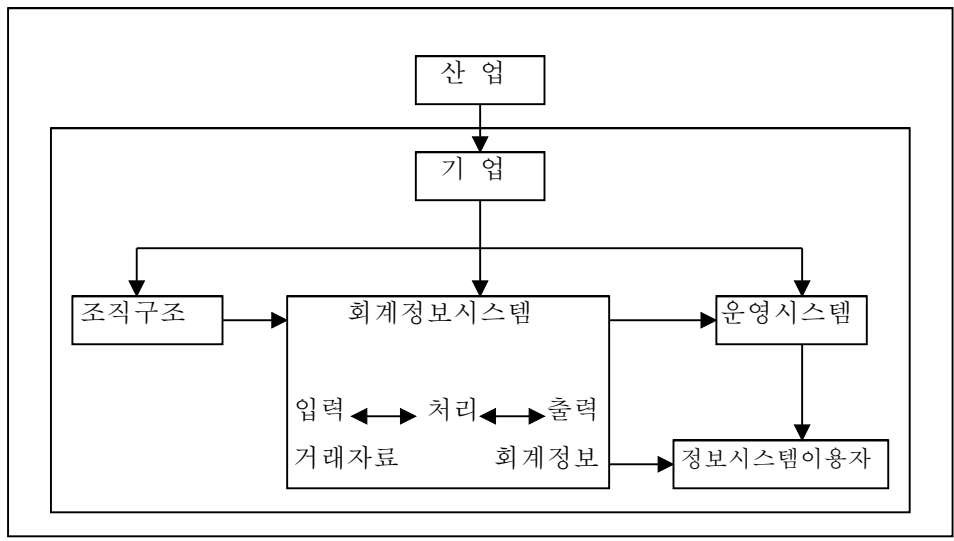 산 업
기 업
조직구조
회계정보시스템
운영시스템
입력 처리 출력
거래자료 회계정보
정보시스템이용자